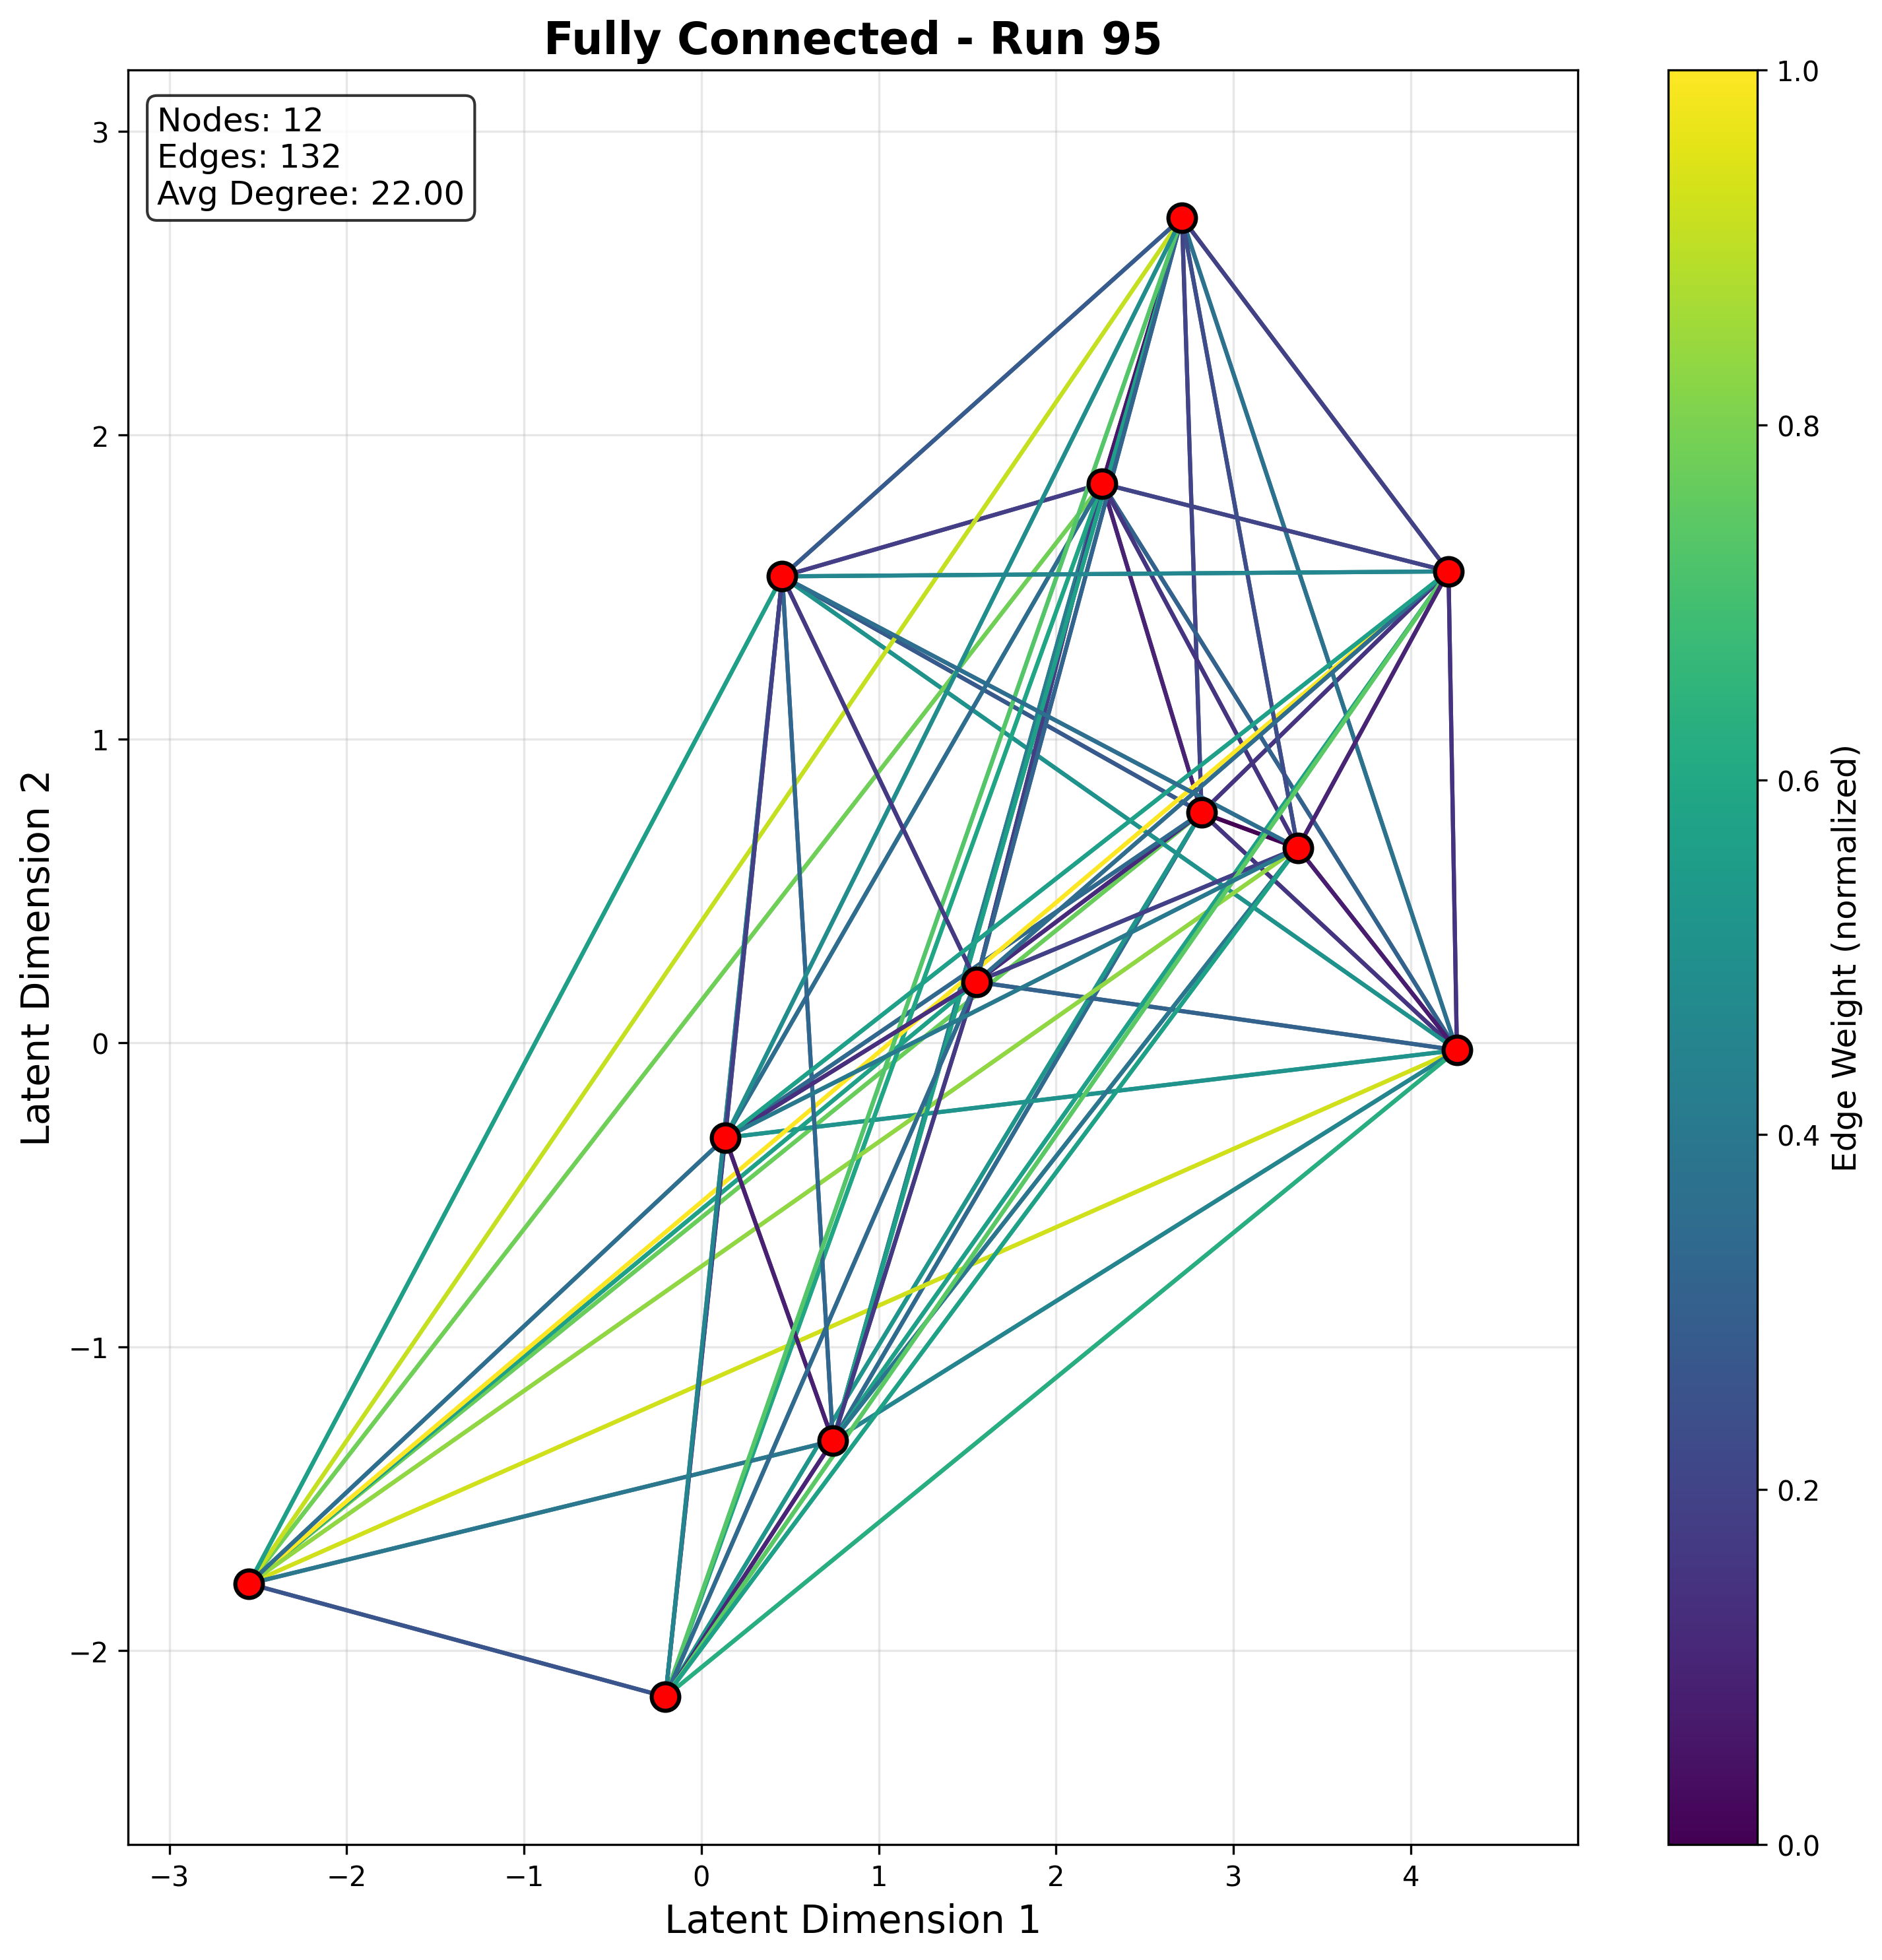 Fully Connected - Run 95
Nodes: 12
Edges: 132
Avg Degree: 22.00
3
2
1
0
−1
−2
Latent Dimension 2
−3
−2
−1
0
1
2
3
4
Latent Dimension 1
1.0
0.8
0.6
0.4
0.2
0.0
Edge Weight (normalized)